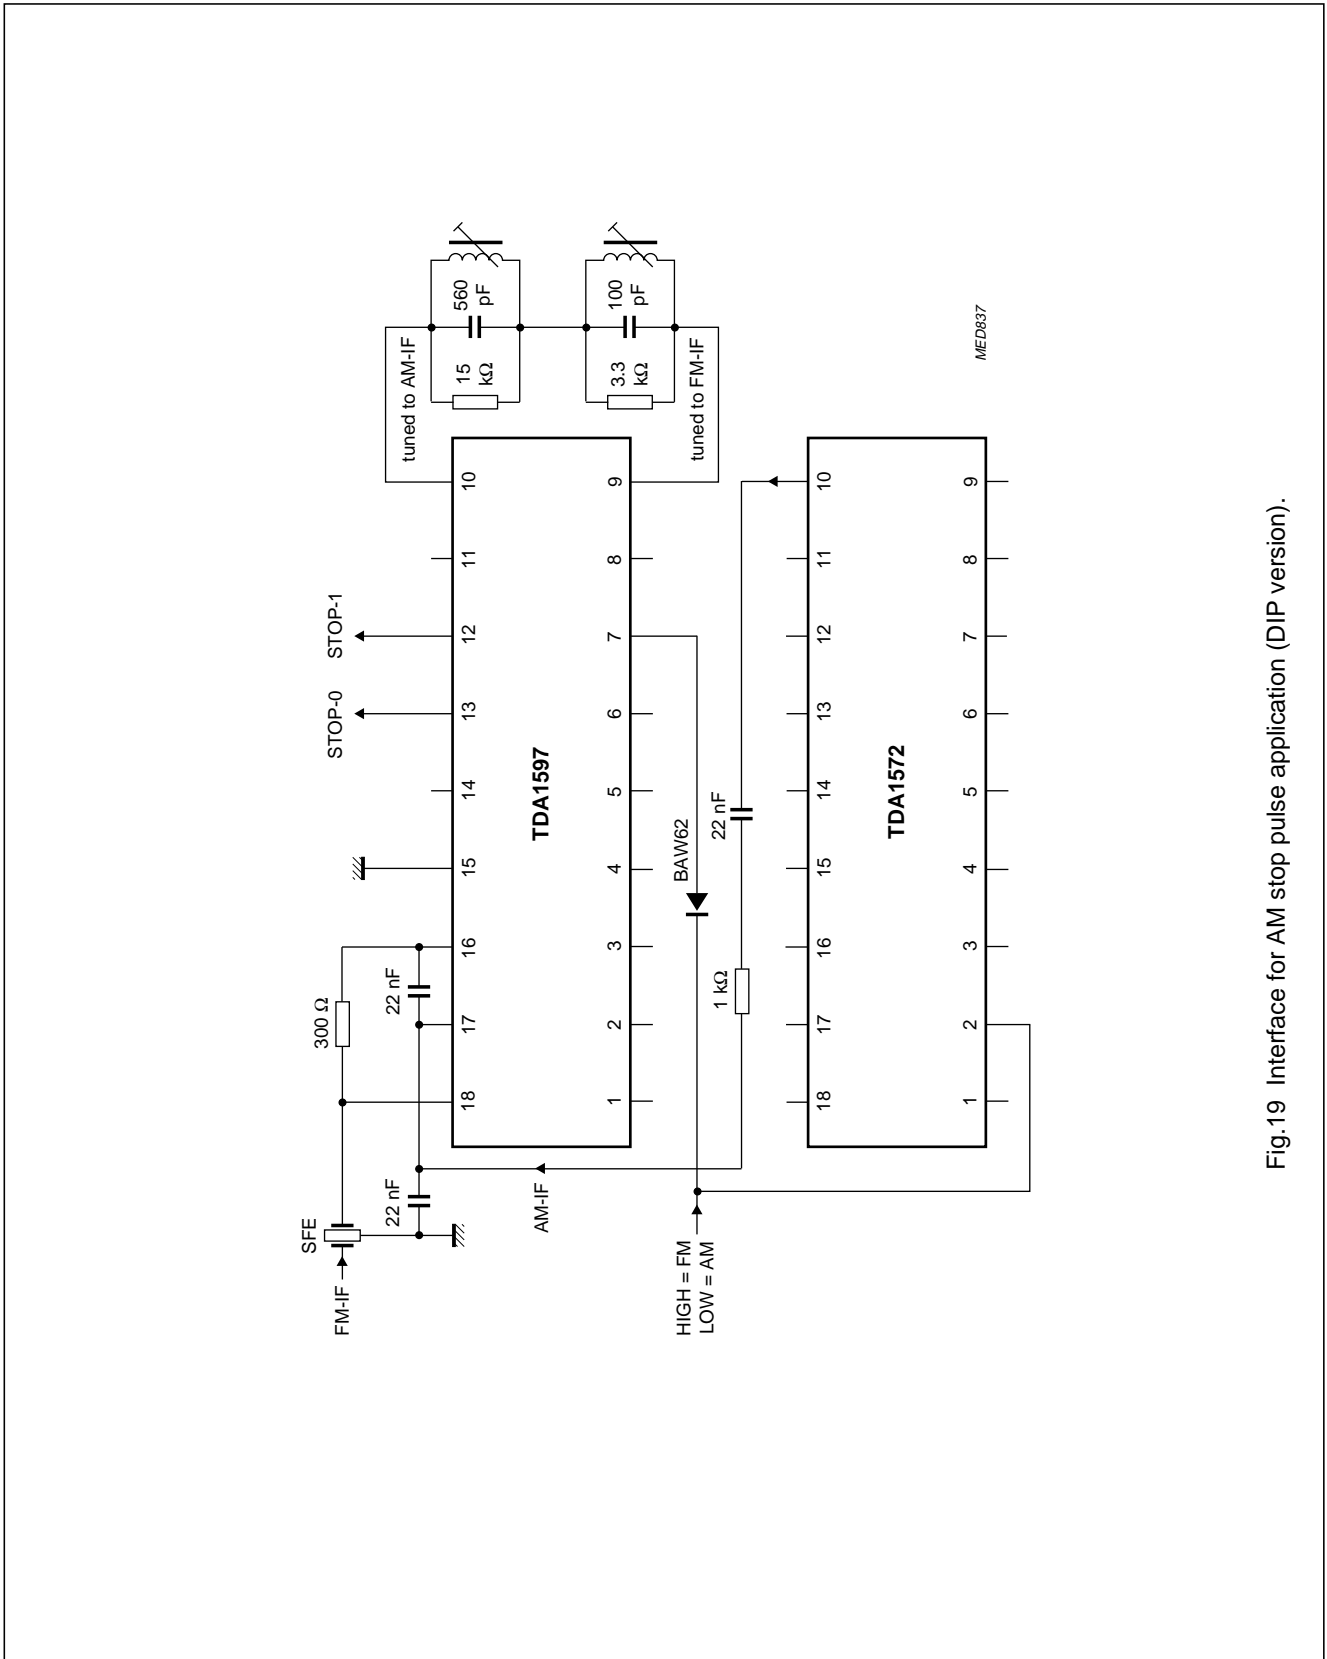 FM-IF
SFE
300 Ω
22 nF
22 nF
STOP-0
STOP-1
tuned to AM-IF
15
kΩ
560
pF
18
17
16
15
14
13
12
11
10
TDA1597
1
2
3
4
5
6
7
8
9
3.3
kΩ
100
pF
tuned to FM-IF
AM-IF
HIGH = FM
LOW = AM
BAW62
1 kΩ
22 nF
18
17
16
15
14
13
12
11
10
TDA1572
1
2
3
4
5
6
7
8
9
MED837
Fig.19 Interface for AM stop pulse application (DIP version).